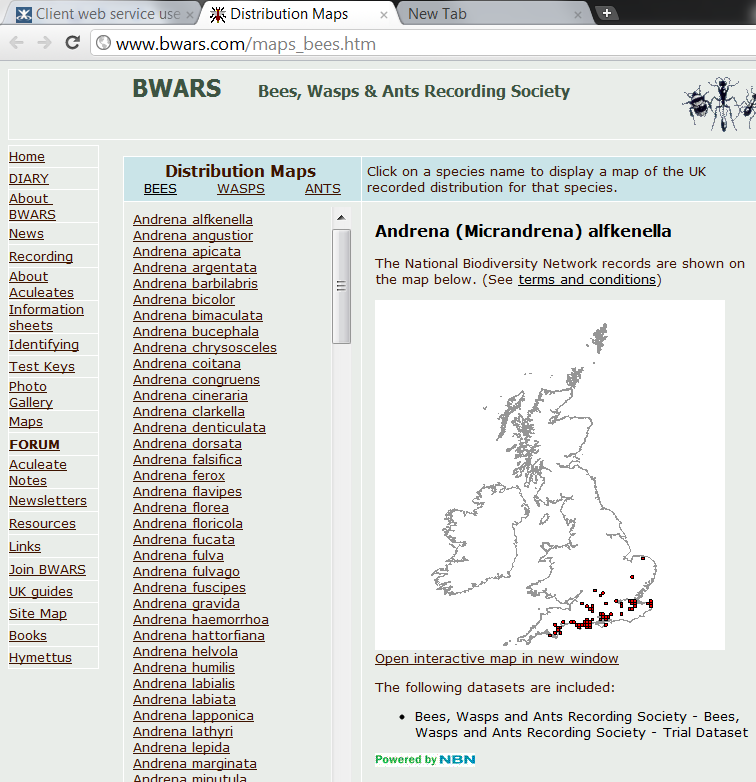 Client web service use
Distribution Maps
New Tab
www.bwars.com/maps_bees.htm
BWARS
Bees, Wasps & Ants Recording Society
Home
DIARY
About
BWARS
News
Recording
About
Aculeates
Information
sheets
Identifying
Test Keys
Photo
Gallery
Maps
FORUM
Aculeate
Notes
Newsletters
Resources
Links
Join BWARS
UK guides
Site Map
Books
Hymettus
Distribution Maps
BEES WASPS ANTS
Andrena alfkenella
Andrena angustior
Andrena apicata
Andrena argentata
Andrena barbilabris
Andrena bicolor
Andrena bimaculata
Andrena bucephala
Andrena chrysosceles
Andrena coitana
Andrena congruens
Andrena cineraria
Andrena clarkella
Andrena denticulata
Andrena dorsata
Andrena falsifica
Andrena ferox
Andrena flavipes
Andrena florea
Andrena floricola
Andrena fucata
Andrena fulva
Andrena fulvago
Andrena fuscipes
Andrena gravida
Andrena haemorrhoa
Andrena hattorfiana
Andrena helvola
Andrena humilis
Andrena labialis
Andrena labiata
Andrena lapponica
Andrena lathyri
Andrena lepida
Andrena marginata
Andrena minutula
Click on a species name to display a map of the UK
recorded distribution for that species.
Andrena (Micrandrena) alfkenella
The National Biodiversity Network records are shown on
the map below. (See terms and conditions)
Open interactive map in new window
The following datasets are included:
• Bees, Wasps and Ants Recording Society - Bees,
Wasps and Ants Recording Society - Trial Dataset
Powered by NBN